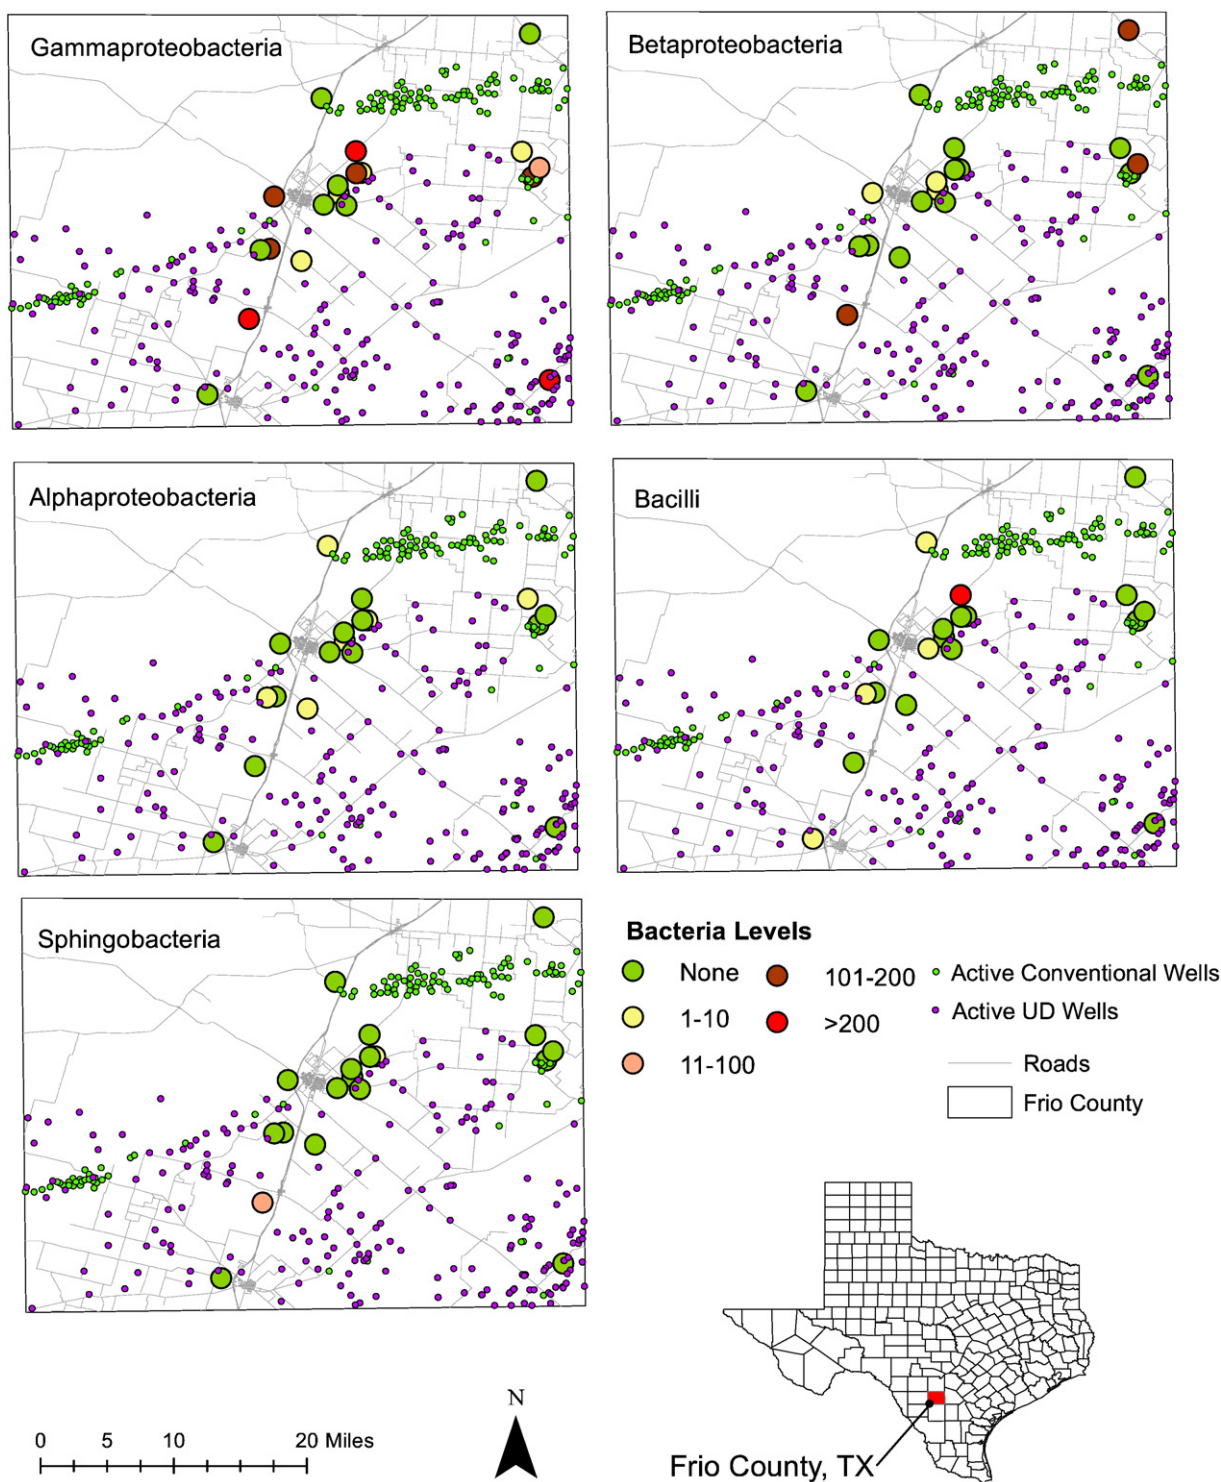 Gammaproteobacteria
Betaproteobacteria
Alphaproteobacteria
Bacilli
Sphingobacteria
Bacteria Levels
None
101-200
Active Conventional Wells
1-10
>200
Active UD Wells
11-100
Roads
Frio County
N
0 5 10 20 Miles
Frio County, TX